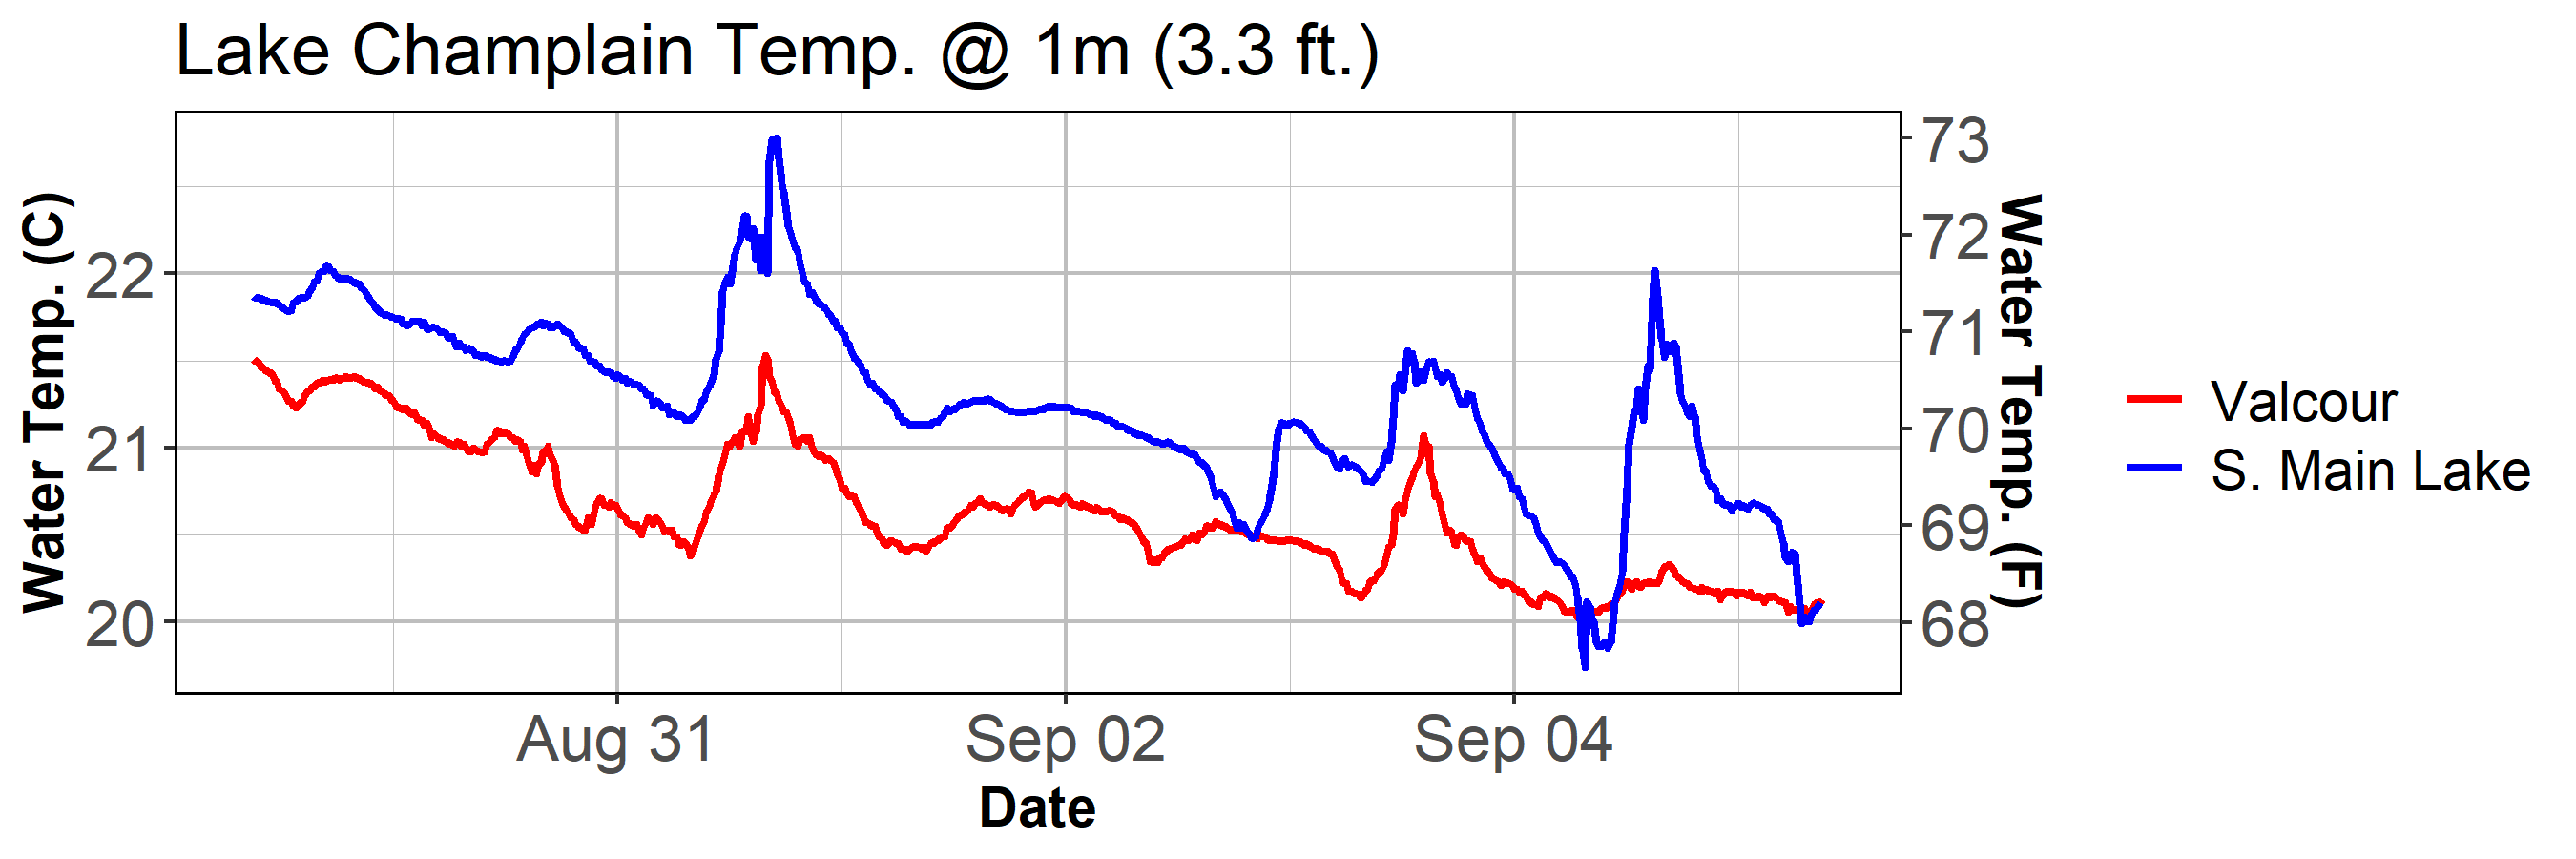 Lake Champlain Temp. @ 1m (3.3 ft.)
Water Temp. (C)
22
21
20
73
72
71
70
69
68
Water Temp. (F)
Aug 31
Sep 02
Sep 04
Date
Valcour
S. Main Lake